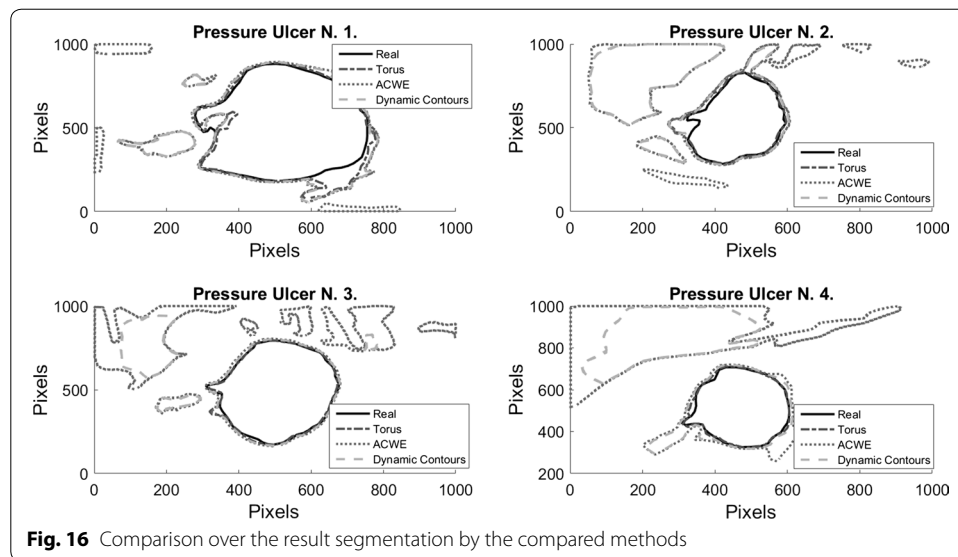 Pressure Ulcer N. 1.
1000
500
0
Pixels
0 200 400 600 800 1000
Pixels
Real
Torus
ACWE
Dynamic Contours
Pressure Ulcer N. 2.
1000
500
0
Pixels
0 200 400 600 800 1000
Pixels
Real
Torus
ACWE
Dynamic Contours
Pressure Ulcer N. 3.
1000
500
0
Pixels
0 200 400 600 800 1000
Pixels
Real
Torus
ACWE
Dynamic Contours
Pressure Ulcer N. 4.
1000
800
600
400
200
Pixels
0 200 400 600 800 1000
Pixels
Real
Torus
ACWE
Dynamic Contours
Fig. 16 Comparison over the result segmentation by the compared methods